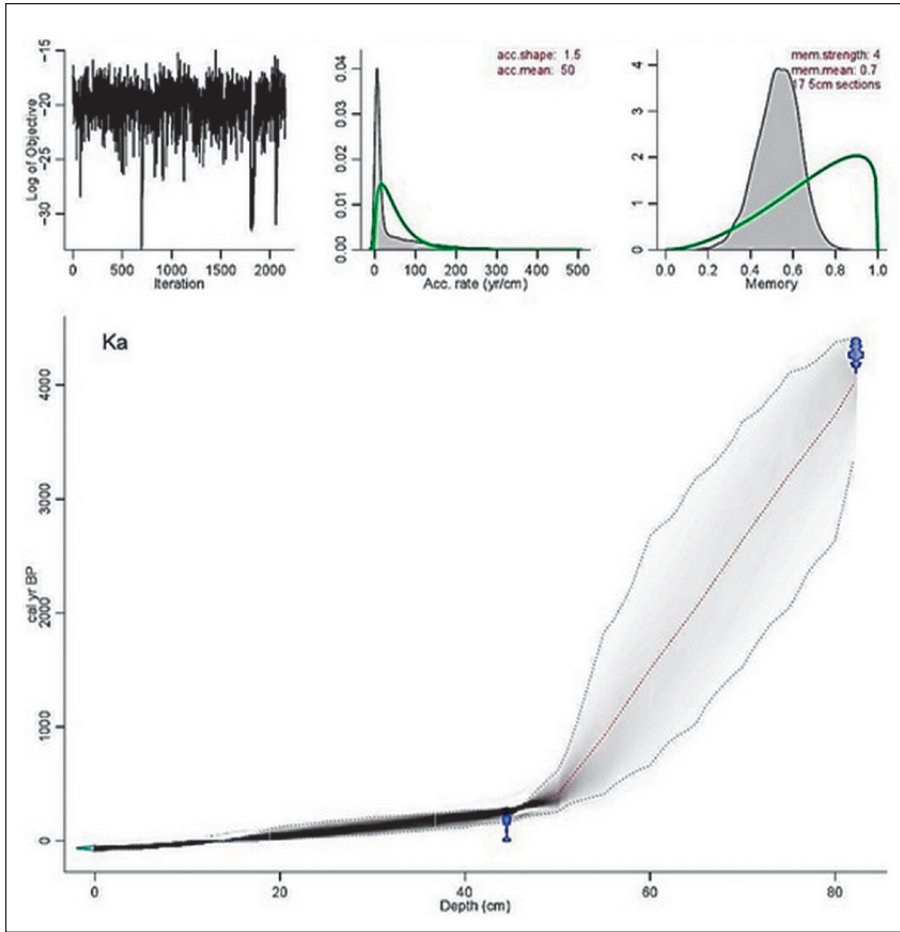 −15
−20
−25
−30
Log of Objective
0 500 1000 1500 2000
Iteration
acc.shape: 1.5
acc.mean: 50
0.04
0.03
0.02
0.01
0.00
0 100 200 300 400 500
Acc. rate (yr/cm)
mem.strength: 4
mem.mean: 0.7
17 5cm sections
4
3
2
1
0
0.0 0.2 0.4 0.6 0.8 1.0
Memory
Ka
4000
3000
2000
1000
0
cal yr BP
0 20 40 60 80
Depth (cm)